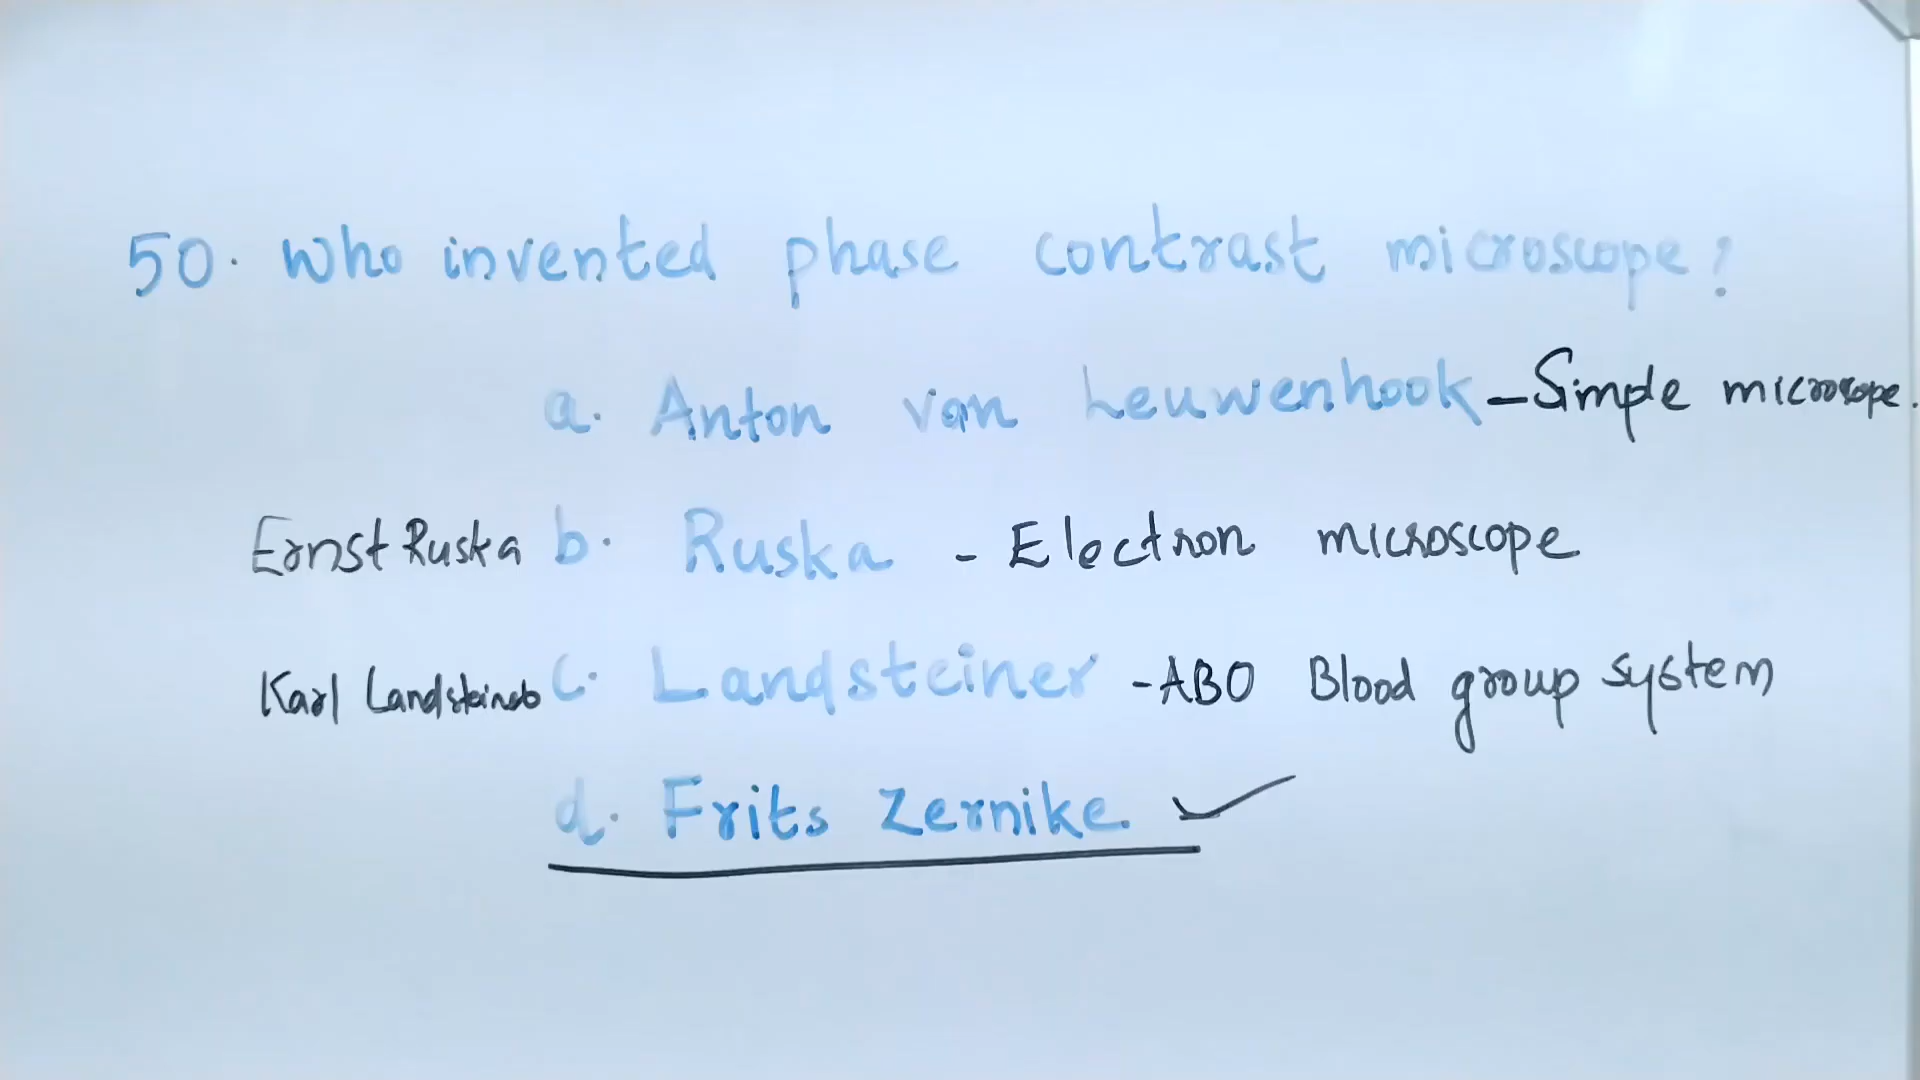 50. Who invented phase contrast microscope?
a. Anton van Leuwenhook - Simple microscope.
Ernst Ruska b. Ruska - Electron microscope
Karl Landsteiner c. Landsteiner - ABO Blood group system
d. Frits Zernike. ✓